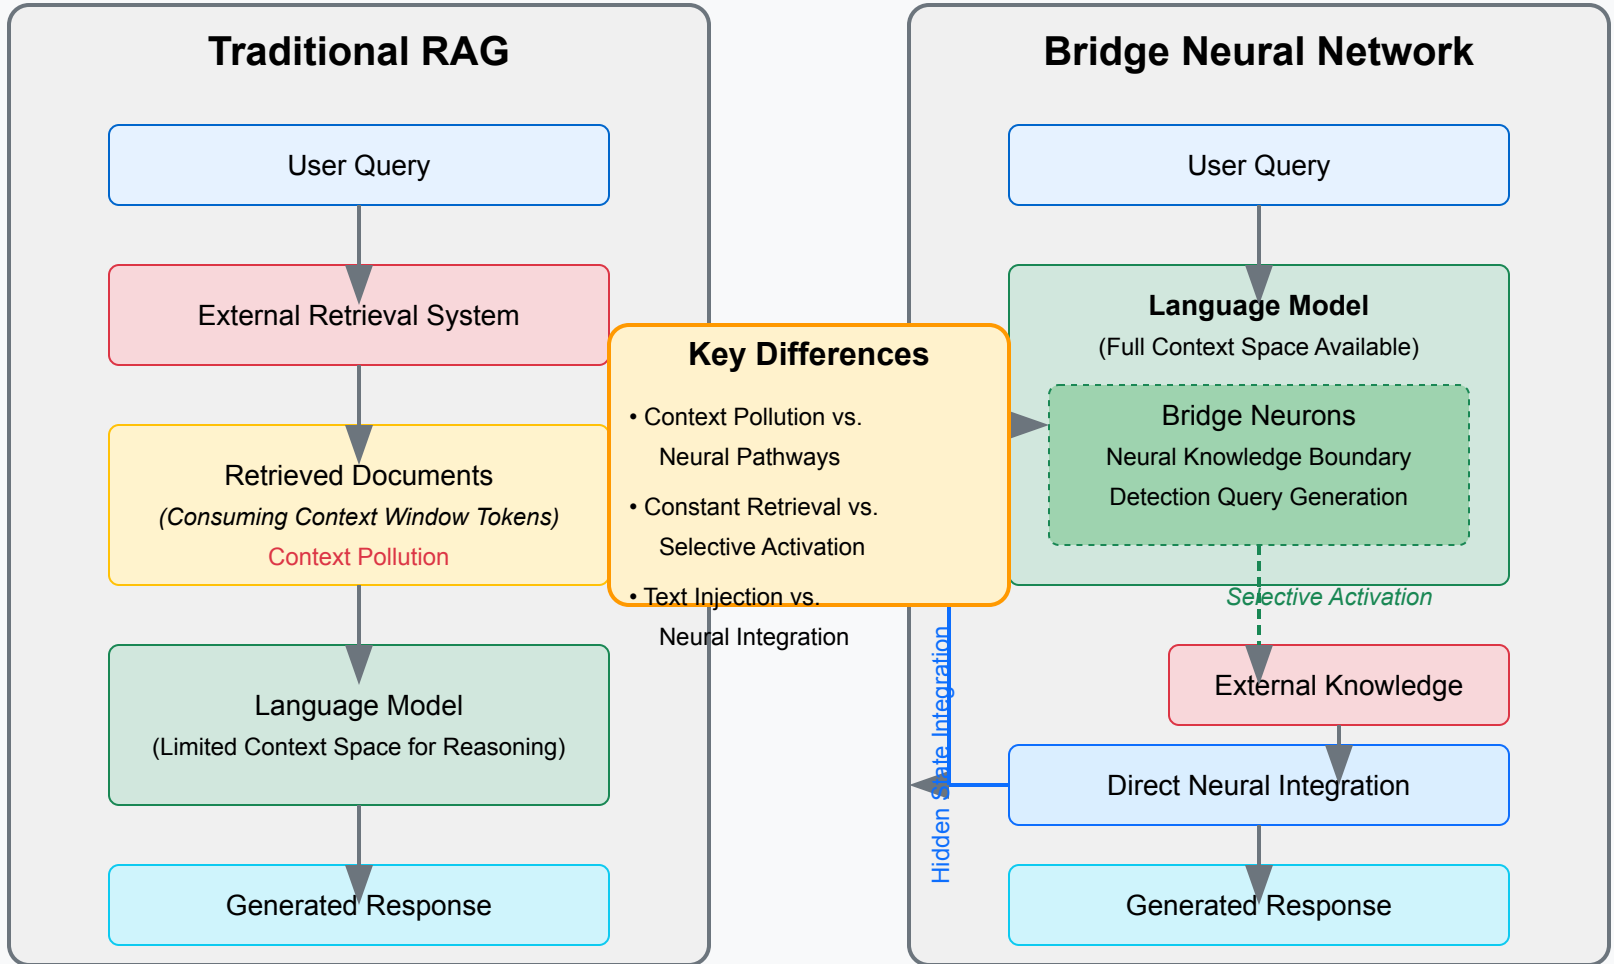 Traditional RAG
User Query
External Retrieval System
Retrieved Documents
(Consuming Context Window Tokens)
Context Pollution
Language Model
(Limited Context Space for Reasoning)
Generated Response
Key Differences
• Context Pollution vs.
Neural Pathways
• Constant Retrieval vs.
Selective Activation
• Text Injection vs.
Neural Integration
Bridge Neural Network
User Query
Language Model
(Full Context Space Available)
Bridge Neurons
Neural Knowledge Boundary
Detection Query Generation
Selective Activation
External Knowledge
Hidden State Integration
Direct Neural Integration
Generated Response